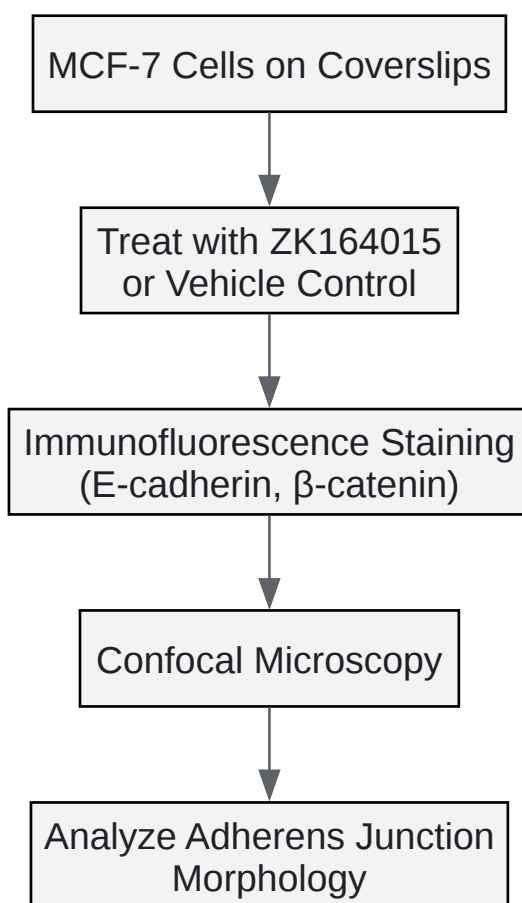 MCF-7 Cells on Coverslips
Treat with ZK164015
or Vehicle Control
Immunofluorescence Staining
(E-cadherin, β-catenin)
Confocal Microscopy
Analyze Adherens Junction
Morphology